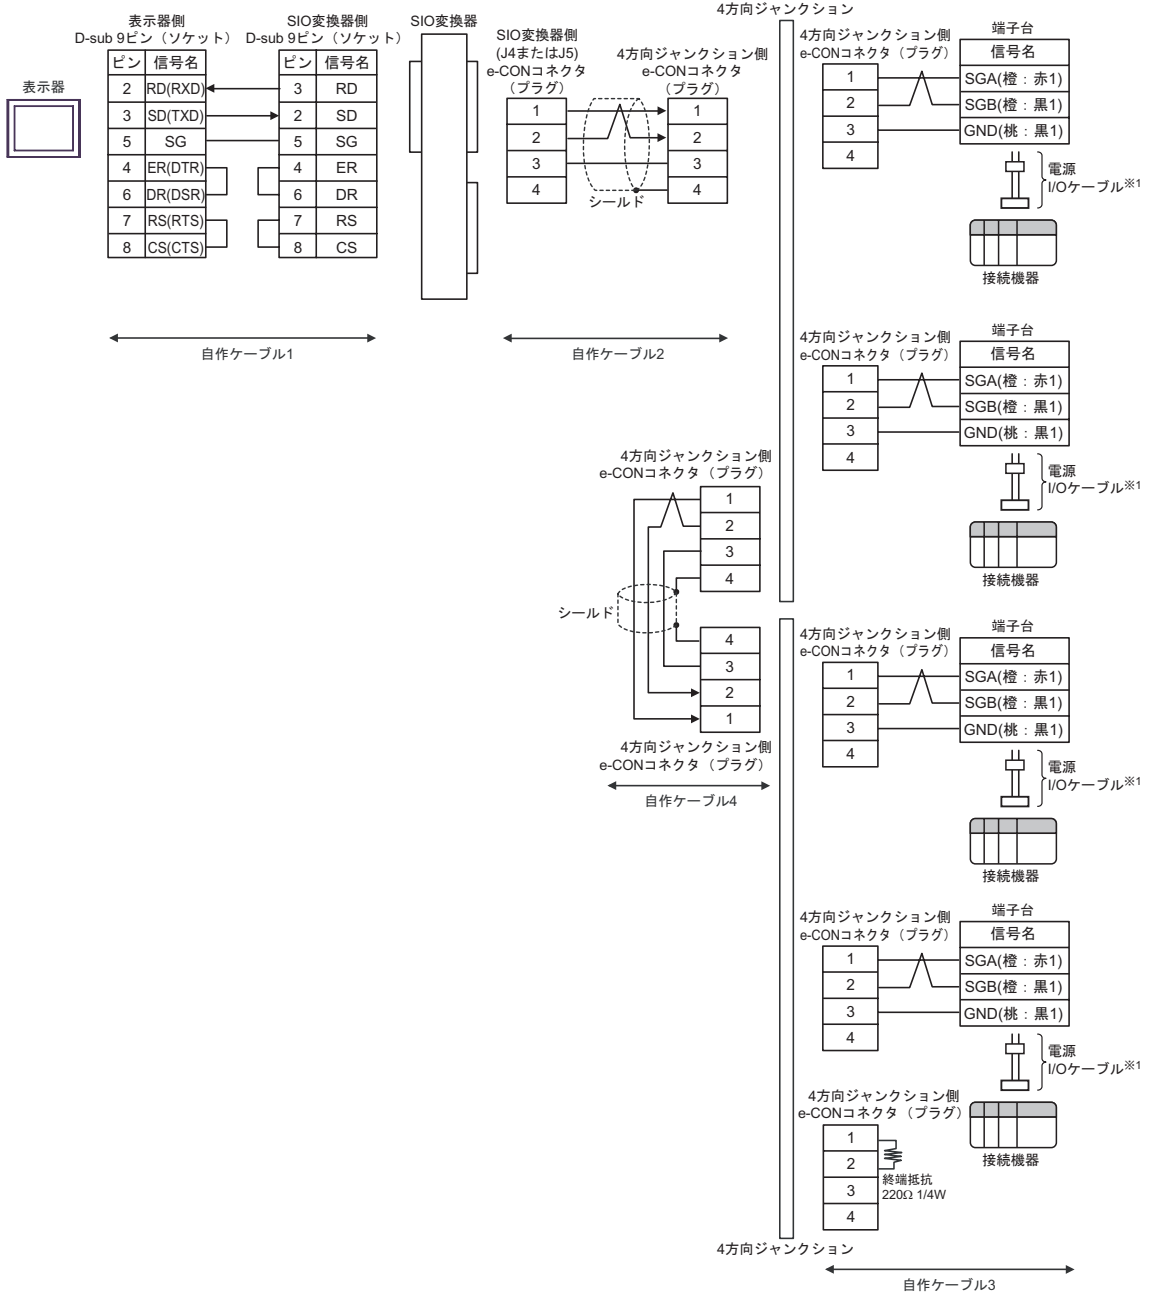 4方向ジャンクション
表示器
表示器側
D-sub 9ピン（ソケット）
ピン 信号名
2 RD(RXD)
3 SD(TXD)
5 SG
4 ER(DTR)
6 DR(DSR)
7 RS(RTS)
8 CS(CTS)
SIO変換器側
D-sub 9ピン（ソケット）
ピン 信号名
3 RD
2 SD
5 SG
4 ER
6 DR
7 RS
8 CS
自作ケーブル1
SIO変換器
SIO変換器側
(J4またはJ5)
e-CONコネクタ
（プラグ）
1
2
3
4
シールド
4方向ジャンクション側
e-CONコネクタ
（プラグ）
1
2
3
4
自作ケーブル2
4方向ジャンクション側
e-CONコネクタ（プラグ）
1
2
3
4
シールド
4
3
2
1
4方向ジャンクション側
e-CONコネクタ（プラグ）
自作ケーブル4
4方向ジャンクション側
e-CONコネクタ（プラグ）
1
2
3
4
端子台
信号名
SGA(橙：赤1)
SGB(橙：黒1)
GND(桃：黒1)
電源
I/Oケーブル※1
接続機器
4方向ジャンクション側
e-CONコネクタ（プラグ）
1
2
3
4
端子台
信号名
SGA(橙：赤1)
SGB(橙：黒1)
GND(桃：黒1)
電源
I/Oケーブル※1
接続機器
4方向ジャンクション側
e-CONコネクタ（プラグ）
1
2
3
4
端子台
信号名
SGA(橙：赤1)
SGB(橙：黒1)
GND(桃：黒1)
電源
I/Oケーブル※1
接続機器
4方向ジャンクション側
e-CONコネクタ（プラグ）
1
2
3
4
端子台
信号名
SGA(橙：赤1)
SGB(橙：黒1)
GND(桃：黒1)
電源
I/Oケーブル※1
接続機器
4方向ジャンクション側
e-CONコネクタ（プラグ）
1
2
3
4
終端抵抗
220Ω 1/4W
4方向ジャンクション
自作ケーブル3